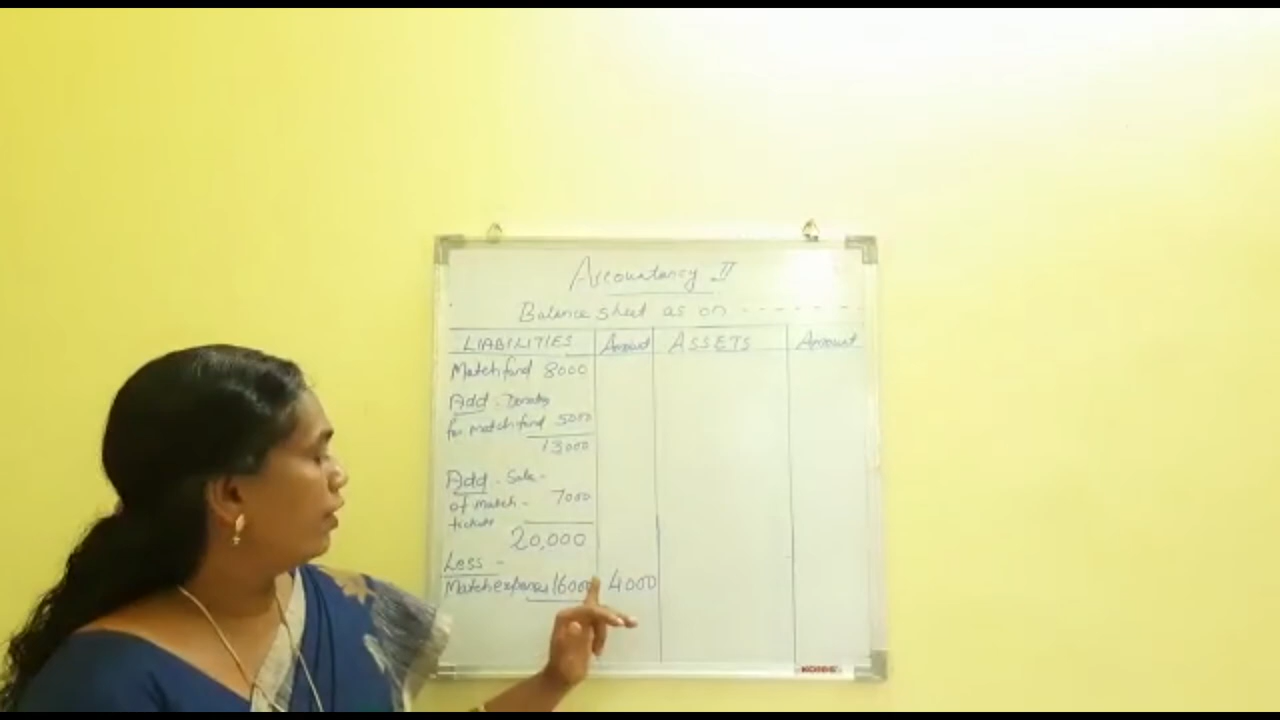 Accountancy II
Balance sheet as on - - - - - - -
LIABILITIES Amount ASSETS Amount
Match fund 8000
Add - Donation
for match fund 5000
13000
Add - Sale -
of match - 7000
tickets
20,000
Less -
Match expenses 16000 4000
KORES